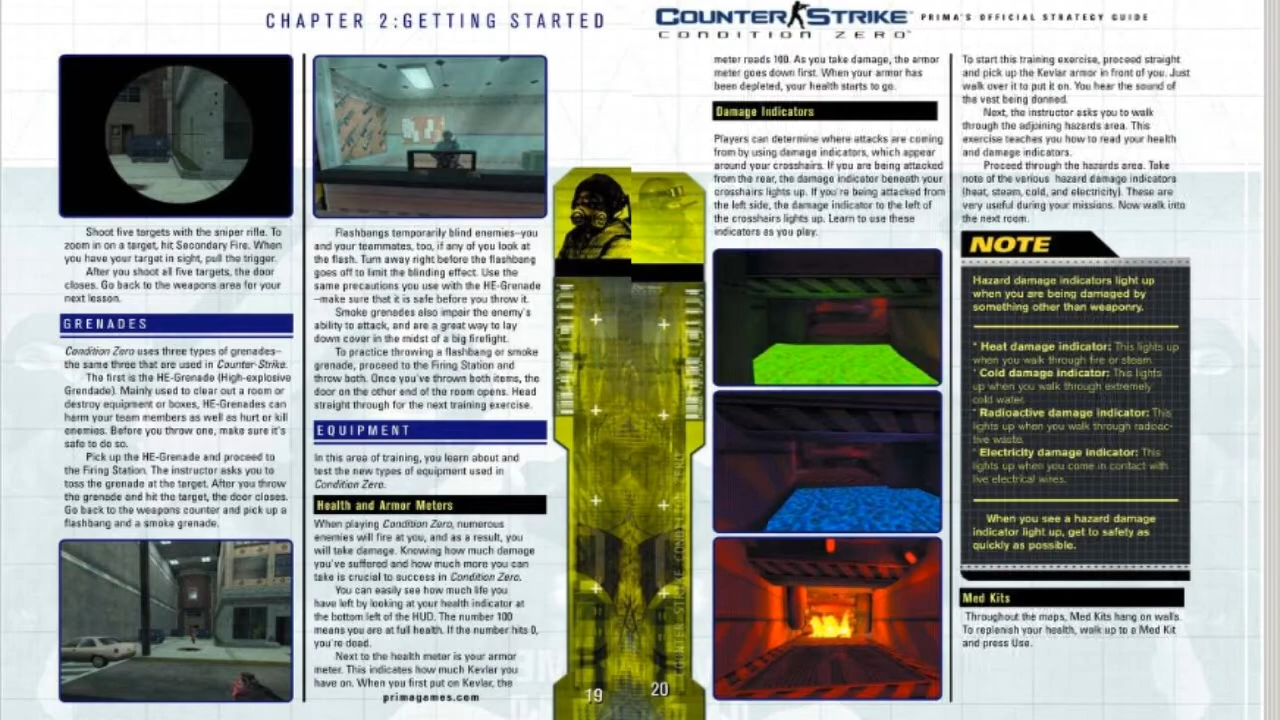 CHAPTER 2:GETTING STARTED
Shoot five targets with the sniper rifle. To
zoom in on a target, hit Secondary Fire. When
you have your target in sight, pull the trigger.
After you shoot all five targets, the door
closes. Go back to the weapons area for your
next lesson.
GRENADES
Condition Zero uses three types of grenades–
the same three that are used in Counter-Strike.
The first is the HE-Grenade (High-explosive
Grendade). Mainly used to clear out a room or
destroy equipment or boxes, HE-Grenades can
harm your team members as well as hurt or kill
enemies. Before you throw one, make sure it's
safe to do so.
Pick up the HE-Grenade and proceed to
the Firing Station. The instructor asks you to
toss the grenade at the target. After you throw
the grenade and hit the target, the door closes.
Go back to the weapons counter and pick up a
flashbang and a smoke grenade.
Flashbangs temporarily blind enemies–you
and your teammates, too, if any of you look at
the flash. Turn away right before the flashbang
goes off to limit the blinding effect. Use the
same precautions you use with the HE-Grenade
–make sure that it is safe before you throw it.
Smoke grenades also impair the enemy's
ability to attack, and are a great way to lay
down cover in the midst of a big firefight.
To practice throwing a flashbang or smoke
grenade, proceed to the Firing Station and
throw both. Once you've thrown both items, the
door on the other end of the room opens. Head
straight through for the next training exercise.
EQUIPMENT
In this area of training, you learn about and
test the new types of equipment used in
Condition Zero.
Health and Armor Meters
When playing Condition Zero, numerous
enemies will fire at you, and as a result, you
will take damage. Knowing how much damage
you've suffered and how much more you can
take is crucial to success in Condition Zero.
You can easily see how much life you
have left by looking at your health indicator at
the bottom left of the HUD. The number 100
means you are at full health. If the number hits 0,
you're dead.
Next to the health meter is your armor
meter. This indicates how much Kevlar you
have on. When you first put on Kevlar, the
primagames.com
19
COUNTER STRIKE
CONDITION ZERO
PRIMA'S OFFICIAL STRATEGY GUIDE
meter reads 100. As you take damage, the armor
meter goes down first. When your armor has
been depleted, your health starts to go.
Damage Indicators
Players can determine where attacks are coming
from by using damage indicators, which appear
around your crosshairs. If you are being attacked
from the rear, the damage indicator beneath your
crosshairs lights up. If you're being attacked from
the left side, the damage indicator to the left of
the crosshairs lights up. Learn to use these
indicators as you play.
To start this training exercise, proceed straight
and pick up the Kevlar armor in front of you. Just
walk over it to put it on. You hear the sound of
the vest being donned.
Next, the instructor asks you to walk
through the adjoining hazards area. This
exercise teaches you how to read your health
and damage indicators.
Proceed through the hazards area. Take
note of the various hazard damage indicators
(heat, steam, cold, and electricity). These are
very useful during your missions. Now walk into
the next room.
NOTE
Hazard damage indicators light up
when you are being damaged by
something other than weaponry.
* Heat damage indicator: This lights up
when you walk through fire or steam.
* Cold damage indicator: This lights
up when you walk through extremely
cold water.
* Radioactive damage indicator: This
lights up when you walk through radioac-
tive waste.
* Electricity damage indicator: This
lights up when you come in contact with
live electrical wires.
When you see a hazard damage
indicator light up, get to safety as
quickly as possible.
Med Kits
Throughout the maps, Med Kits hang on walls.
To replenish your health, walk up to a Med Kit
and press Use.
20